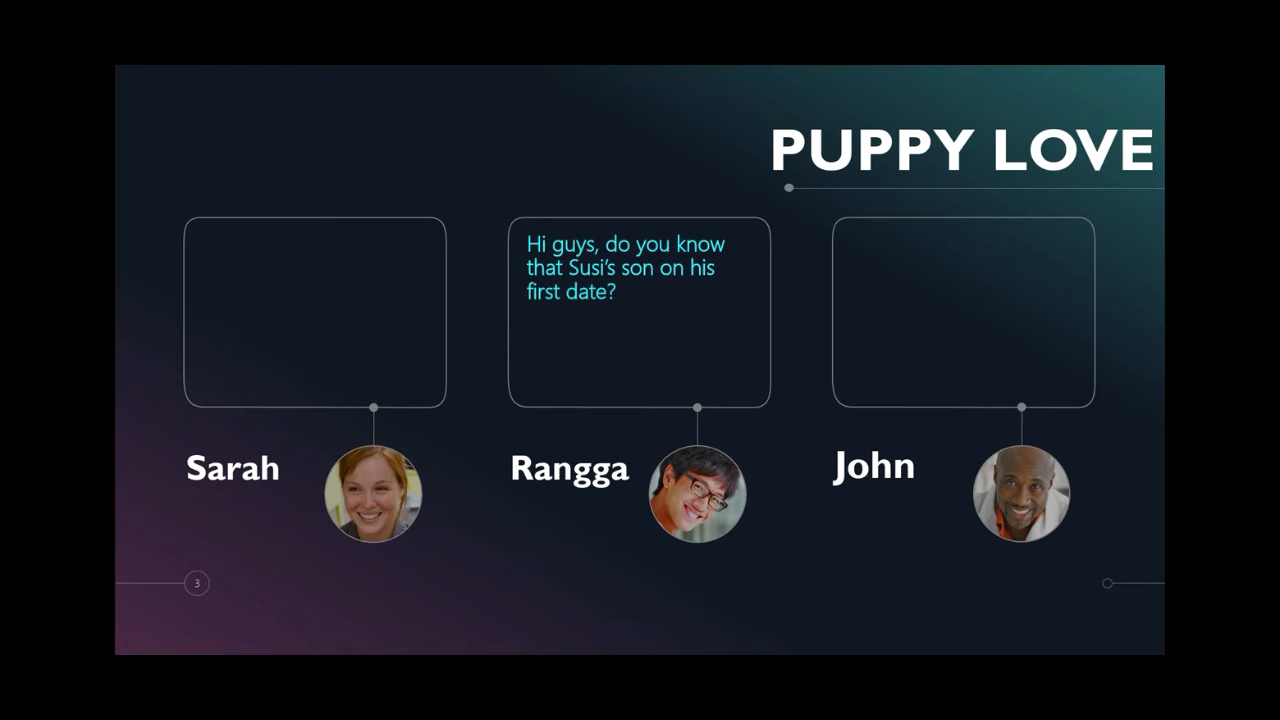 PUPPY LOVE
Hi guys, do you know
that Susi's son on his
first date?
Sarah
Rangga
John
3